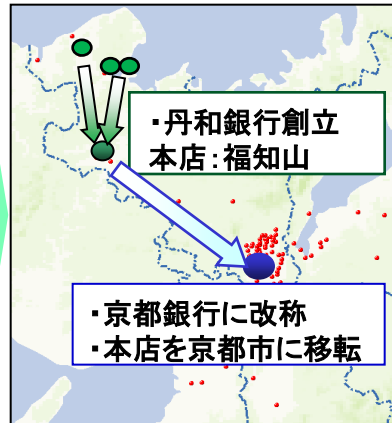 ・丹和銀行創立
本店：福知山
・京都銀行に改称
・本店を京都市に移転